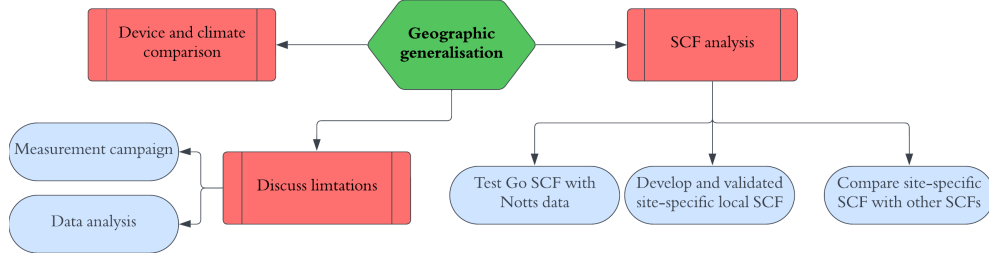 Device and climate
comparison
Geographic
generalisation
SCF analysis
Measurement campaign
Data analysis
Discuss limtations
Test Go SCF with
Notts data
Develop and validated
site-specific local SCF
Compare site-specific
SCF with other SCFs